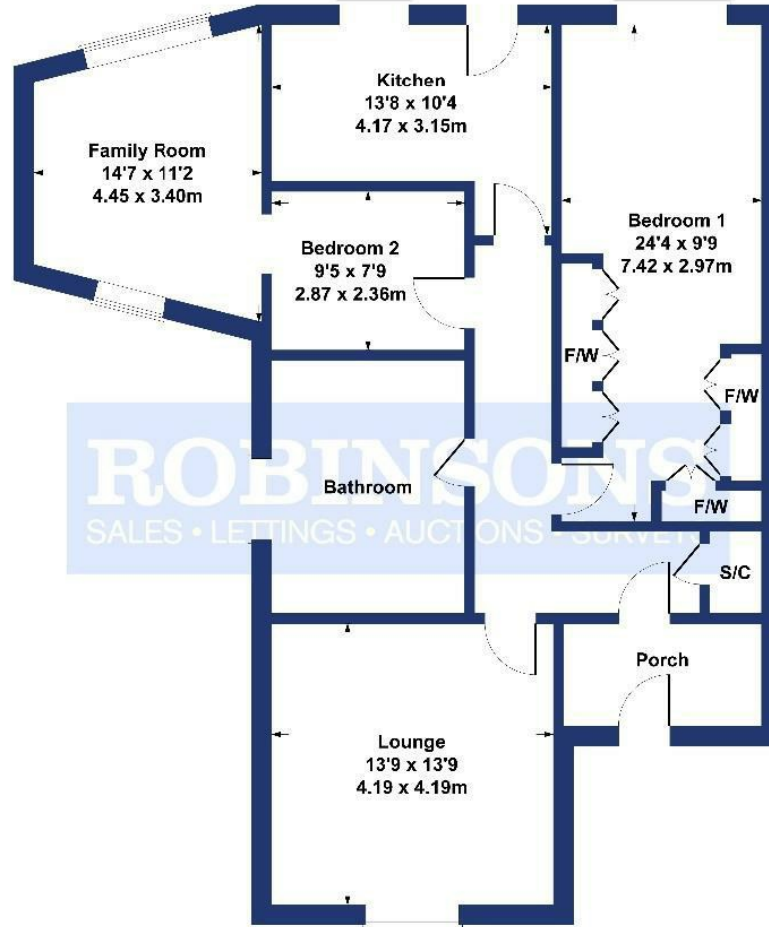 Kitchen
13'8 x 10'4
4.17 x 3.15m
Family Room
14'7 x 11'2
4.45 x 3.40m
Bedroom 2
9'5 x 7'9
2.87 x 2.36m
Bedroom 1
24'4 x 9'9
7.42 x 2.97m
F/W
F/W
F/W
ROBINSONS
SALES • LETTINGS • AUCTIONS • SURVEYS
Bathroom
S/C
Porch
Lounge
13'9 x 13'9
4.19 x 4.19m